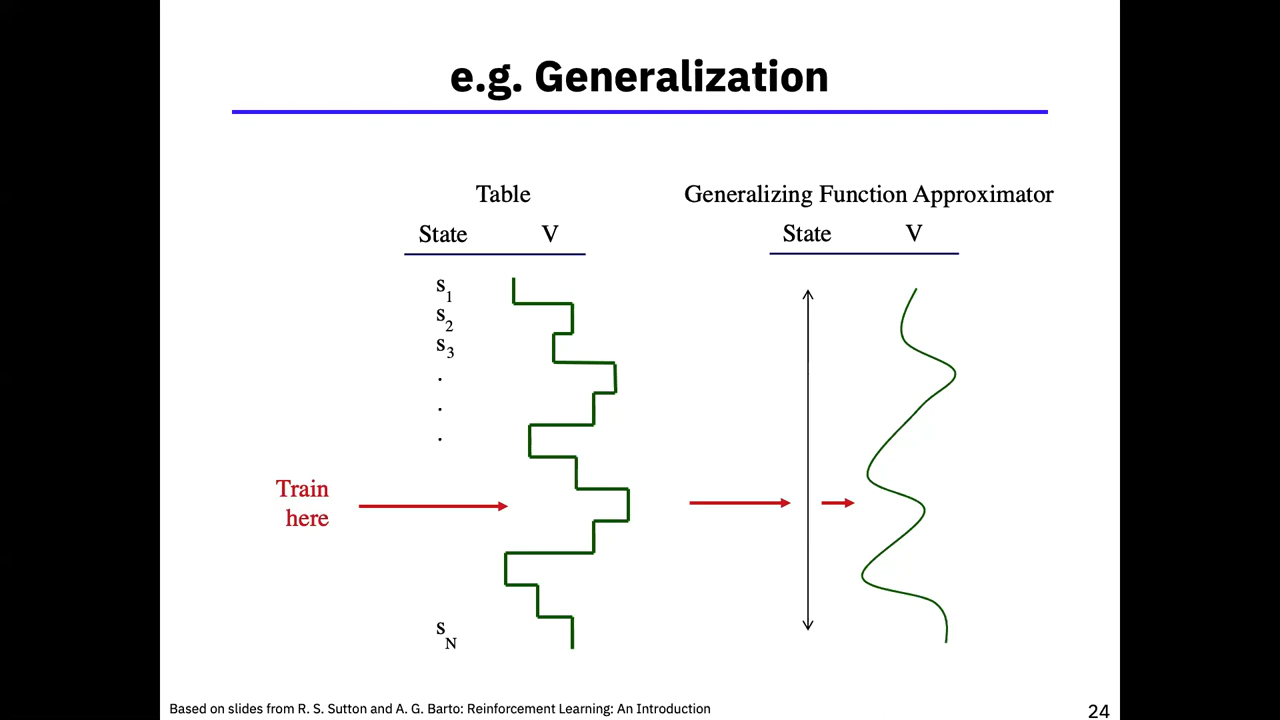 e.g. Generalization
Table
Generalizing Function Approximator
State V
State V
s1
s2
s3
.
.
.
Train
here
sN
Based on slides from R. S. Sutton and A. G. Barto: Reinforcement Learning: An Introduction
24